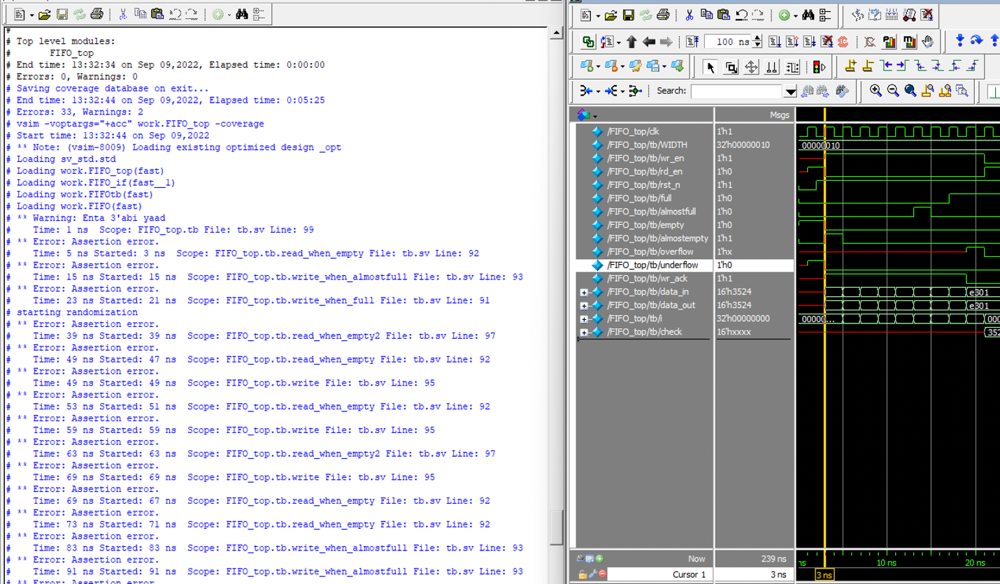 #
# Top level modules:
#       FIFO_top
# End time: 13:32:34 on Sep 09,2022, Elapsed time: 0:00:00
# Errors: 0, Warnings: 0
# Saving coverage database on exit...
# End time: 13:32:44 on Sep 09,2022, Elapsed time: 0:05:25
# Errors: 33, Warnings: 2
# vsim -voptargs="+acc" work.FIFO_top -coverage
# Start time: 13:32:44 on Sep 09,2022
# ** Note: (vsim-8009) Loading existing optimized design _opt
# Loading sv_std.std
# Loading work.FIFO_top(fast)
# Loading work.FIFO_if(fast__1)
# Loading work.FIFOtb(fast)
# Loading work.FIFO(fast)
# ** Warning: Enta 3'abi yaad
#    Time: 1 ns  Scope: FIFO_top.tb File: tb.sv Line: 99
# ** Error: Assertion error.
#    Time: 5 ns Started: 3 ns  Scope: FIFO_top.tb.read_when_empty File: tb.sv Line: 92
# ** Error: Assertion error.
#    Time: 15 ns Started: 15 ns  Scope: FIFO_top.tb.write_when_almostfull File: tb.sv Line: 93
# ** Error: Assertion error.
#    Time: 23 ns Started: 21 ns  Scope: FIFO_top.tb.write_when_full File: tb.sv Line: 91
# starting randomization
# ** Error: Assertion error.
#    Time: 39 ns Started: 39 ns  Scope: FIFO_top.tb.read_when_empty2 File: tb.sv Line: 97
# ** Error: Assertion error.
#    Time: 49 ns Started: 47 ns  Scope: FIFO_top.tb.read_when_empty File: tb.sv Line: 92
# ** Error: Assertion error.
#    Time: 49 ns Started: 49 ns  Scope: FIFO_top.tb.write File: tb.sv Line: 95
# ** Error: Assertion error.
#    Time: 53 ns Started: 51 ns  Scope: FIFO_top.tb.read_when_empty File: tb.sv Line: 92
# ** Error: Assertion error.
#    Time: 59 ns Started: 59 ns  Scope: FIFO_top.tb.write File: tb.sv Line: 95
# ** Error: Assertion error.
#    Time: 63 ns Started: 63 ns  Scope: FIFO_top.tb.read_when_empty2 File: tb.sv Line: 97
# ** Error: Assertion error.
#    Time: 69 ns Started: 69 ns  Scope: FIFO_top.tb.write File: tb.sv Line: 95
# ** Error: Assertion error.
#    Time: 69 ns Started: 67 ns  Scope: FIFO_top.tb.read_when_empty File: tb.sv Line: 92
# ** Error: Assertion error.
#    Time: 73 ns Started: 71 ns  Scope: FIFO_top.tb.read_when_empty File: tb.sv Line: 92
# ** Error: Assertion error.
#    Time: 83 ns Started: 83 ns  Scope: FIFO_top.tb.write_when_almostfull File: tb.sv Line: 93
# ** Error: Assertion error.
#    Time: 91 ns Started: 91 ns  Scope: FIFO_top.tb.write_when_almostfull File: tb.sv Line: 93
# ** Error: Assertion error.
100 ns
Search:
Msgs
/FIFO_top/clk 1'h1
/FIFO_top/tb/WIDTH 32'h00000010 00000010
/FIFO_top/tb/wr_en 1'h1
/FIFO_top/tb/rd_en 1'h0
/FIFO_top/tb/rst_n 1'h1
/FIFO_top/tb/full 1'h0
/FIFO_top/tb/almostfull 1'h0
/FIFO_top/tb/empty 1'h0
/FIFO_top/tb/almostempty 1'h1
/FIFO_top/tb/overflow 1'hx
/FIFO_top/tb/underflow 1'h0
/FIFO_top/tb/wr_ack 1'h1
/FIFO_top/tb/data_in 16'h3524 e301
/FIFO_top/tb/data_out 16'h3524 e301
/FIFO_top/tb/i 32'h00000000 00000... 000
/FIFO_top/tb/check 16'hxxxx 352
Now 239 ns
Cursor 1 3 ns
ns 10 ns 20 ns
3 ns